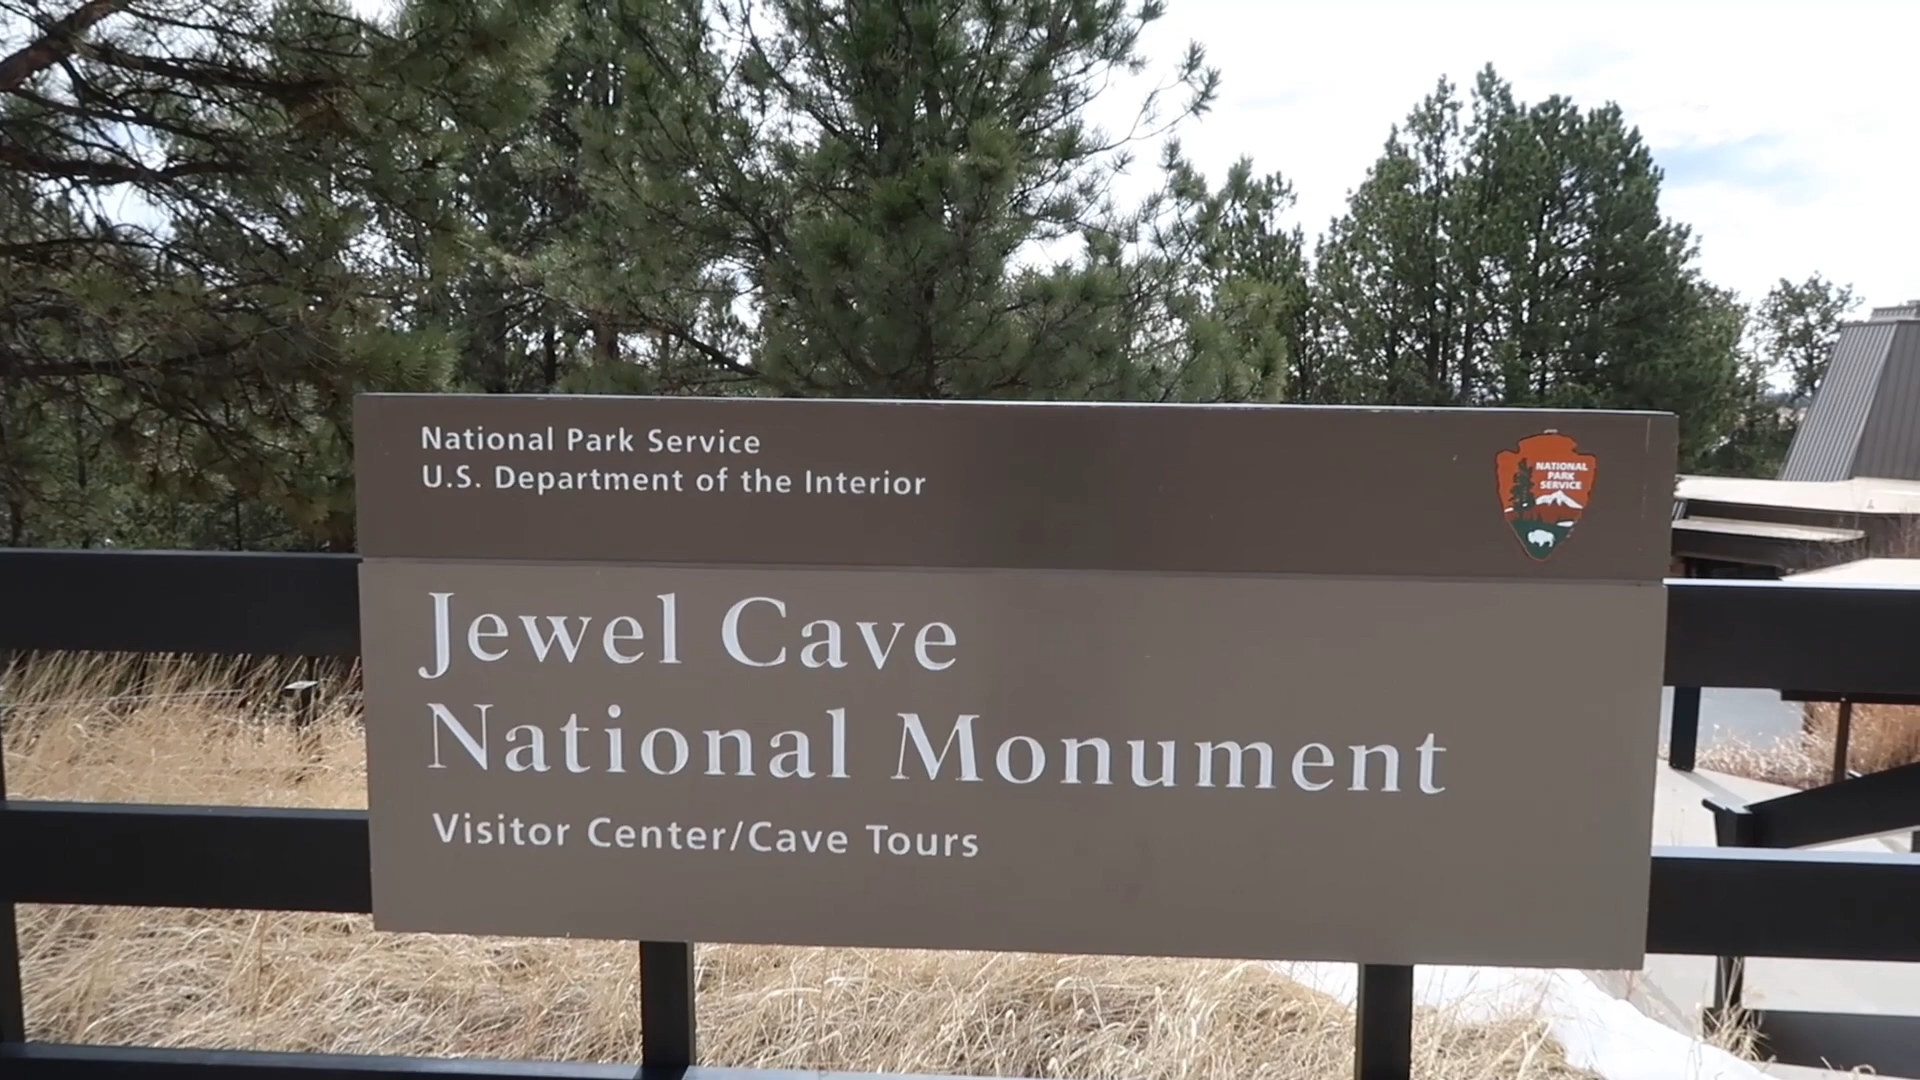 National Park Service
U.S. Department of the Interior
NATIONAL
PARK
SERVICE
Jewel Cave
National Monument
Visitor Center/Cave Tours